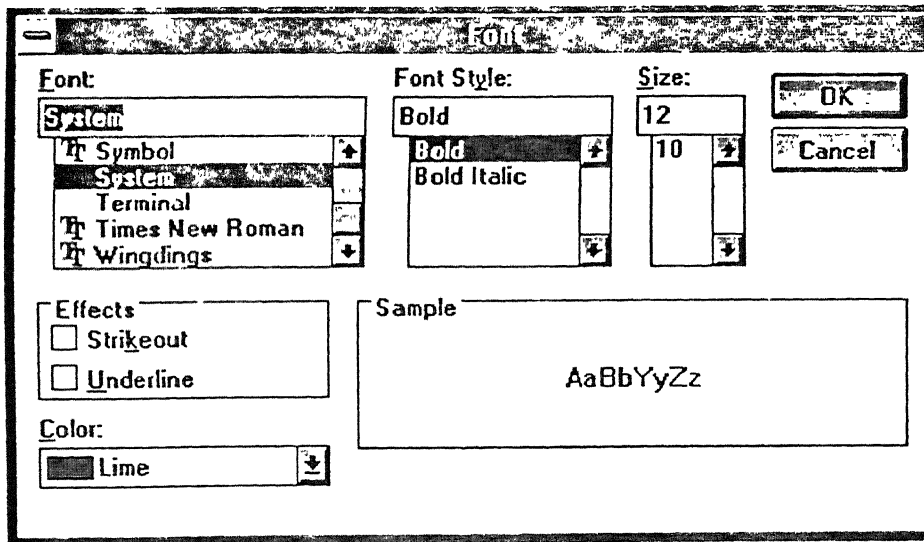 Font
Font:
System
Symbol
System
Terminal
Times New Roman
Wingdings
Font Style:
Bold
Bold
Bold Italic
Size:
12
10
OK
Cancel
Effects
Strikeout
Underline
Color:
Lime
Sample
AaBbYyZz